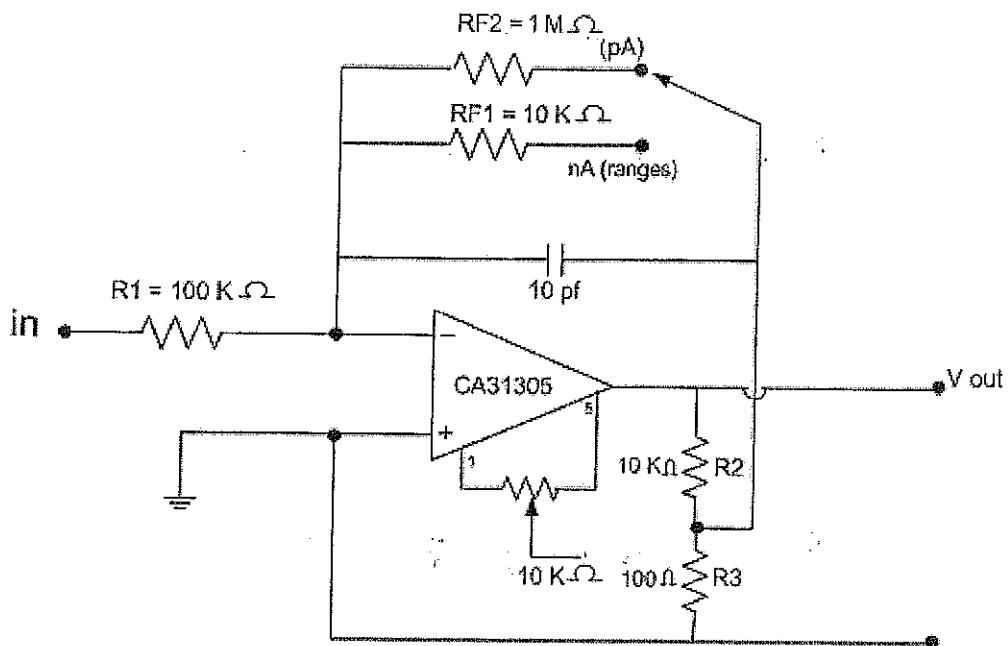 RF2 = 1 M Ω
(pA)
RF1 = 10 K Ω
nA (ranges)
10 pf
R1 = 100 K Ω
in
−
CA31305
5
V out
+
1
10 KΩ R2
10 K Ω
100 Ω R3